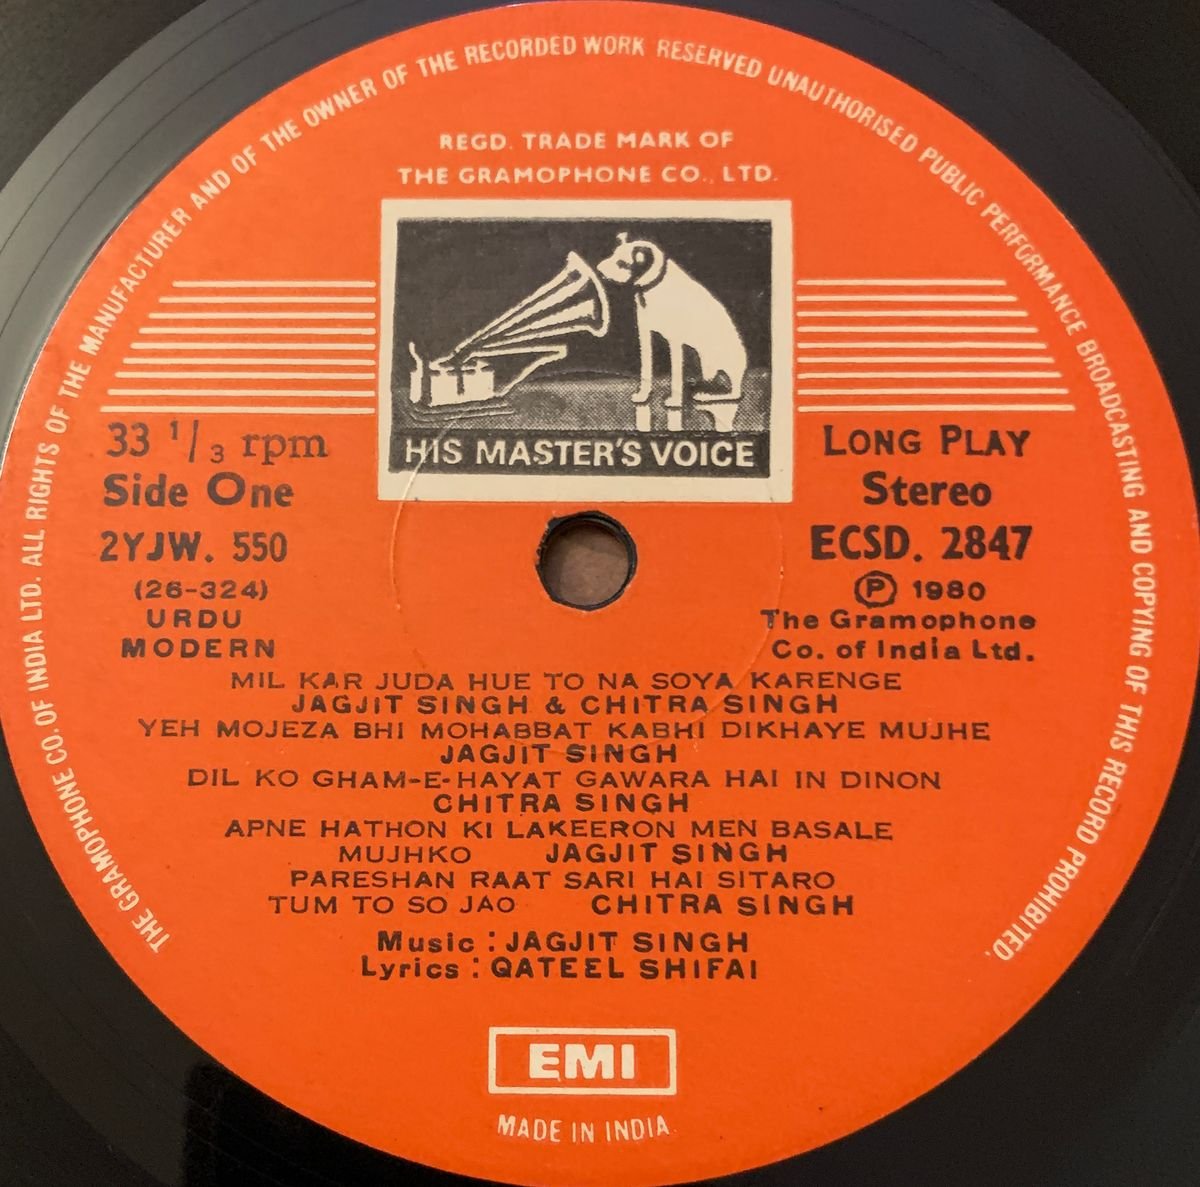 THE GRAMOPHONE CO. OF INDIA LTD. ALL RIGHTS OF THE MANUFACTURER AND OF THE OWNER OF THE RECORDED WORK RESERVED UNAUTHORISED PUBLIC PERFORMANCE BROADCASTING AND COPYING OF THIS RECORD PROHIBITED.
REGD. TRADE MARK OF
THE GRAMOPHONE CO., LTD.
HIS MASTER'S VOICE
33 1/3 rpm
Side One
2YJW. 550
(26-324)
URDU
MODERN
LONG PLAY
Stereo
ECSD. 2847
Ⓟ 1980
The Gramophone
Co. of India Ltd.
MIL KAR JUDA HUE TO NA SOYA KARENGE
JAGJIT SINGH & CHITRA SINGH
YEH MOJEZA BHI MOHABBAT KABHI DIKHAYE MUJHE
JAGJIT SINGH
DIL KO GHAM-E-HAYAT GAWARA HAI IN DINON
CHITRA SINGH
APNE HATHON KI LAKEERON MEN BASALE
MUJHKO JAGJIT SINGH
PARESHAN RAAT SARI HAI SITARO
TUM TO SO JAO CHITRA SINGH
Music : JAGJIT SINGH
Lyrics : QATEEL SHIFAI
EMI
MADE IN INDIA